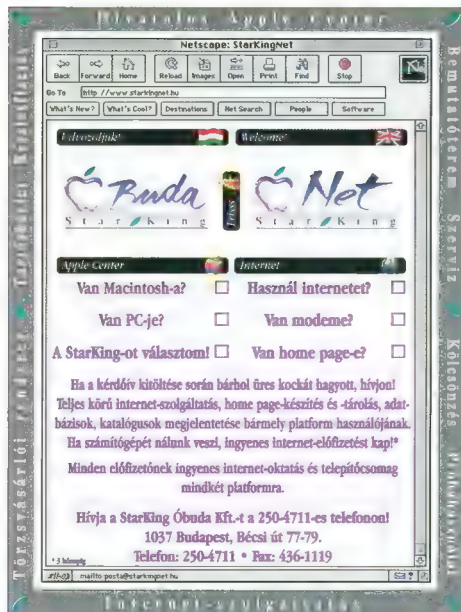 Hivatalos Apple Center
Netscape: StarKingNet
Back Forward Home Reload Images Open Print Find Stop
N
Go To http://www.starkingnet.hu
What's New? What's Cool? Destinations Net Search People Software
Üdvözöljük! Welcome!
Buda Net
StarKing StarKing
Apple Center Internet
Van Macintosh-a? Használ internetet?
Van PC-je? Van modeme?
A StarKing-ot választom! Van home page-e?
Ha a kérdőív kitöltése során bárhol üres kockát hagyott, hívjon!
Teljes körű internet-szolgáltatás, home page-készítés és -tárolás, adat-
bázisok, katalógusok megjelentetése bármely platform használójának.
Ha számítógépét nálunk veszi, ingyenes internet-előfizetést kap!*
Minden előfizetőnek ingyenes internet-oktatás és telepítőcsomag
mindkét platformra.
Hívja a StarKing Óbuda Kft.-t a 250-4711-es telefonon!
1037 Budapest, Bécsi út 77-79.
Telefon: 250-4711 • Fax: 436-1119
* 3 hónapig
mailto:posta@starkingnet.hu
Törzsvásárlói rendszer
Bemutatóterem Szerviz Kölcsönzés
Internet-szolgáltatás